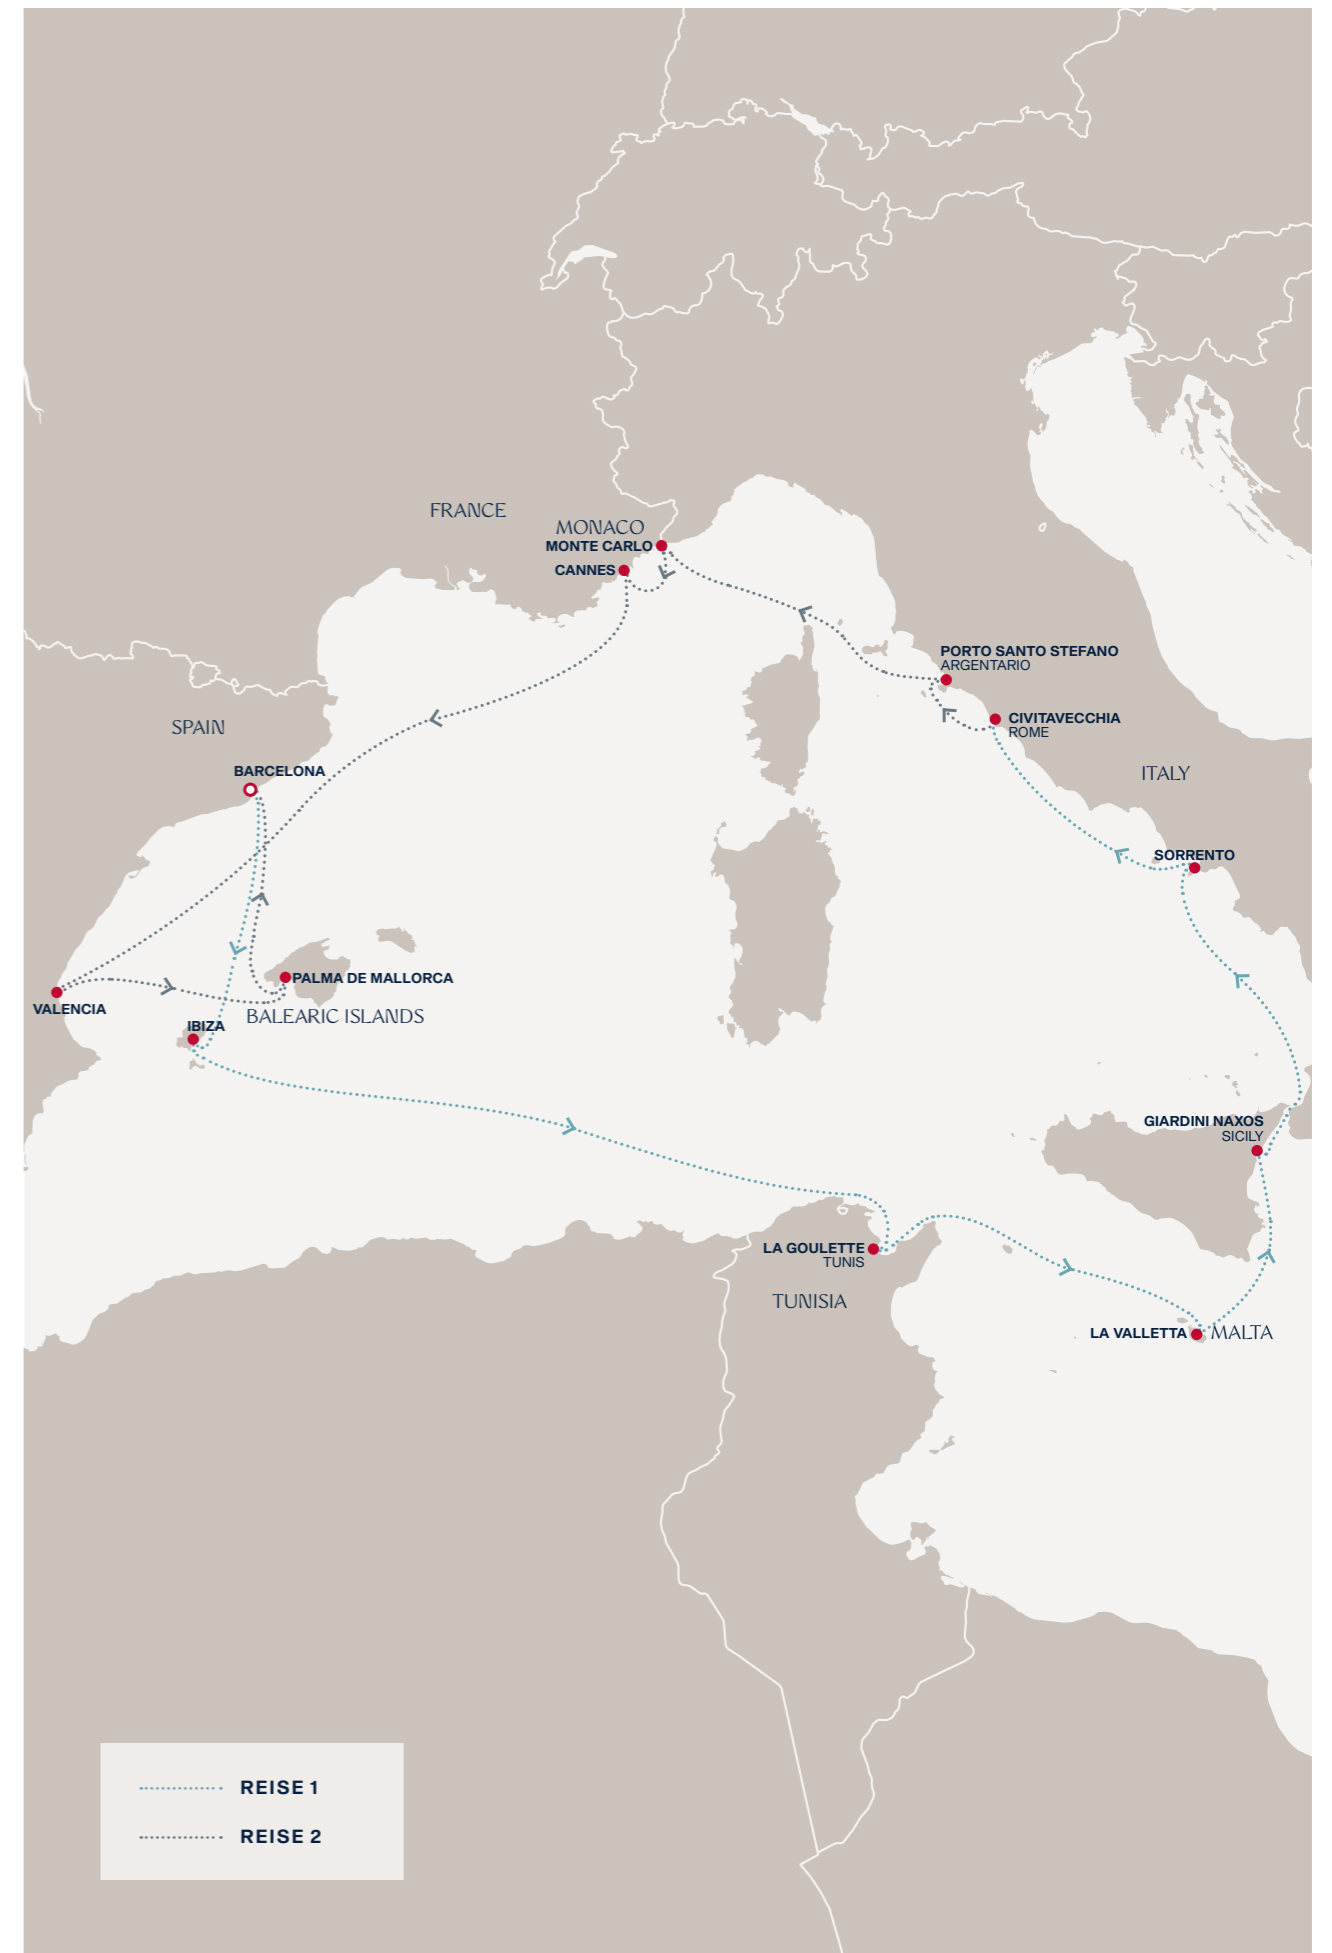 FRANCE
MONACO
MONTE CARLO
CANNES
PORTO SANTO STEFANO
ARGENTARIO
CIVITAVECCHIA
ROME
SPAIN
BARCELONA
ITALY
SORRENTO
PALMA DE MALLORCA
VALENCIA
BALEARIC ISLANDS
IBIZA
GIARDINI NAXOS
SICILY
LA GOULETTE
TUNIS
TUNISIA
LA VALLETTA
MALTA
REISE 1
REISE 2